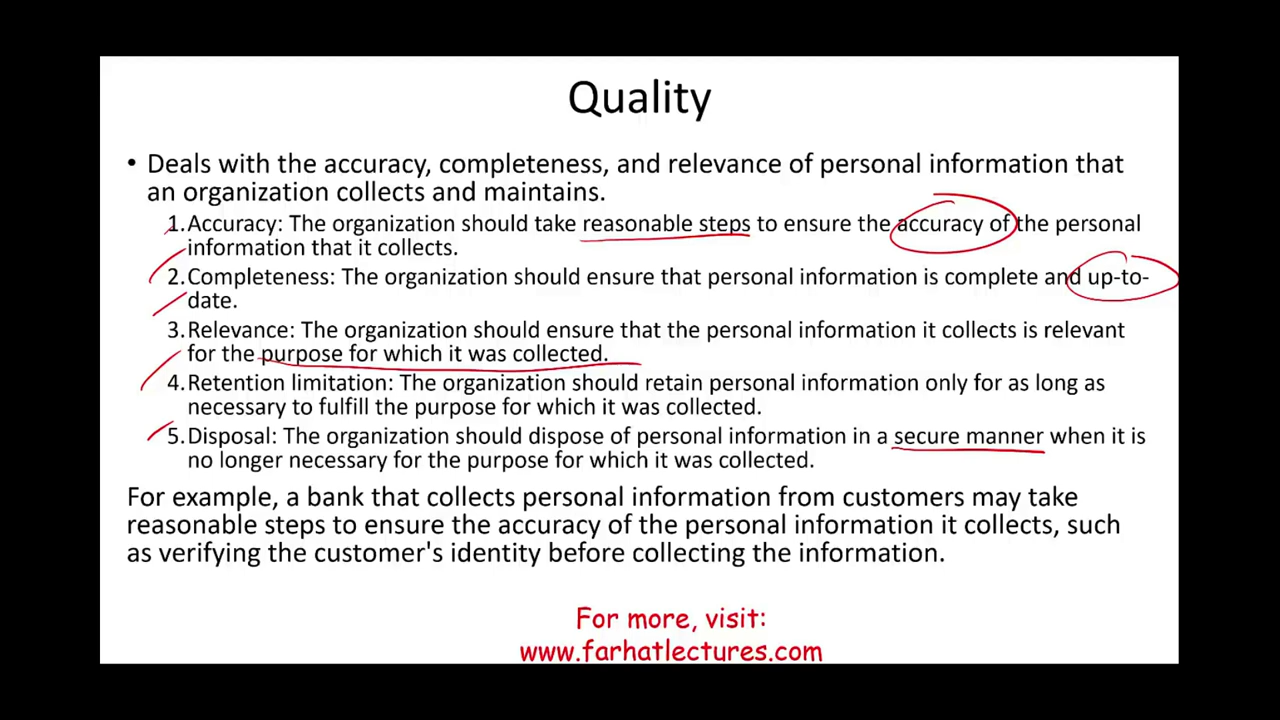 Quality
• Deals with the accuracy, completeness, and relevance of personal information that
an organization collects and maintains.
1. Accuracy: The organization should take reasonable steps to ensure the accuracy of the personal
information that it collects.
2. Completeness: The organization should ensure that personal information is complete and up-to-
date.
3. Relevance: The organization should ensure that the personal information it collects is relevant
for the purpose for which it was collected.
4. Retention limitation: The organization should retain personal information only for as long as
necessary to fulfill the purpose for which it was collected.
5. Disposal: The organization should dispose of personal information in a secure manner when it is
no longer necessary for the purpose for which it was collected.
For example, a bank that collects personal information from customers may take
reasonable steps to ensure the accuracy of the personal information it collects, such
as verifying the customer's identity before collecting the information.
For more, visit:
www.farhatlectures.com